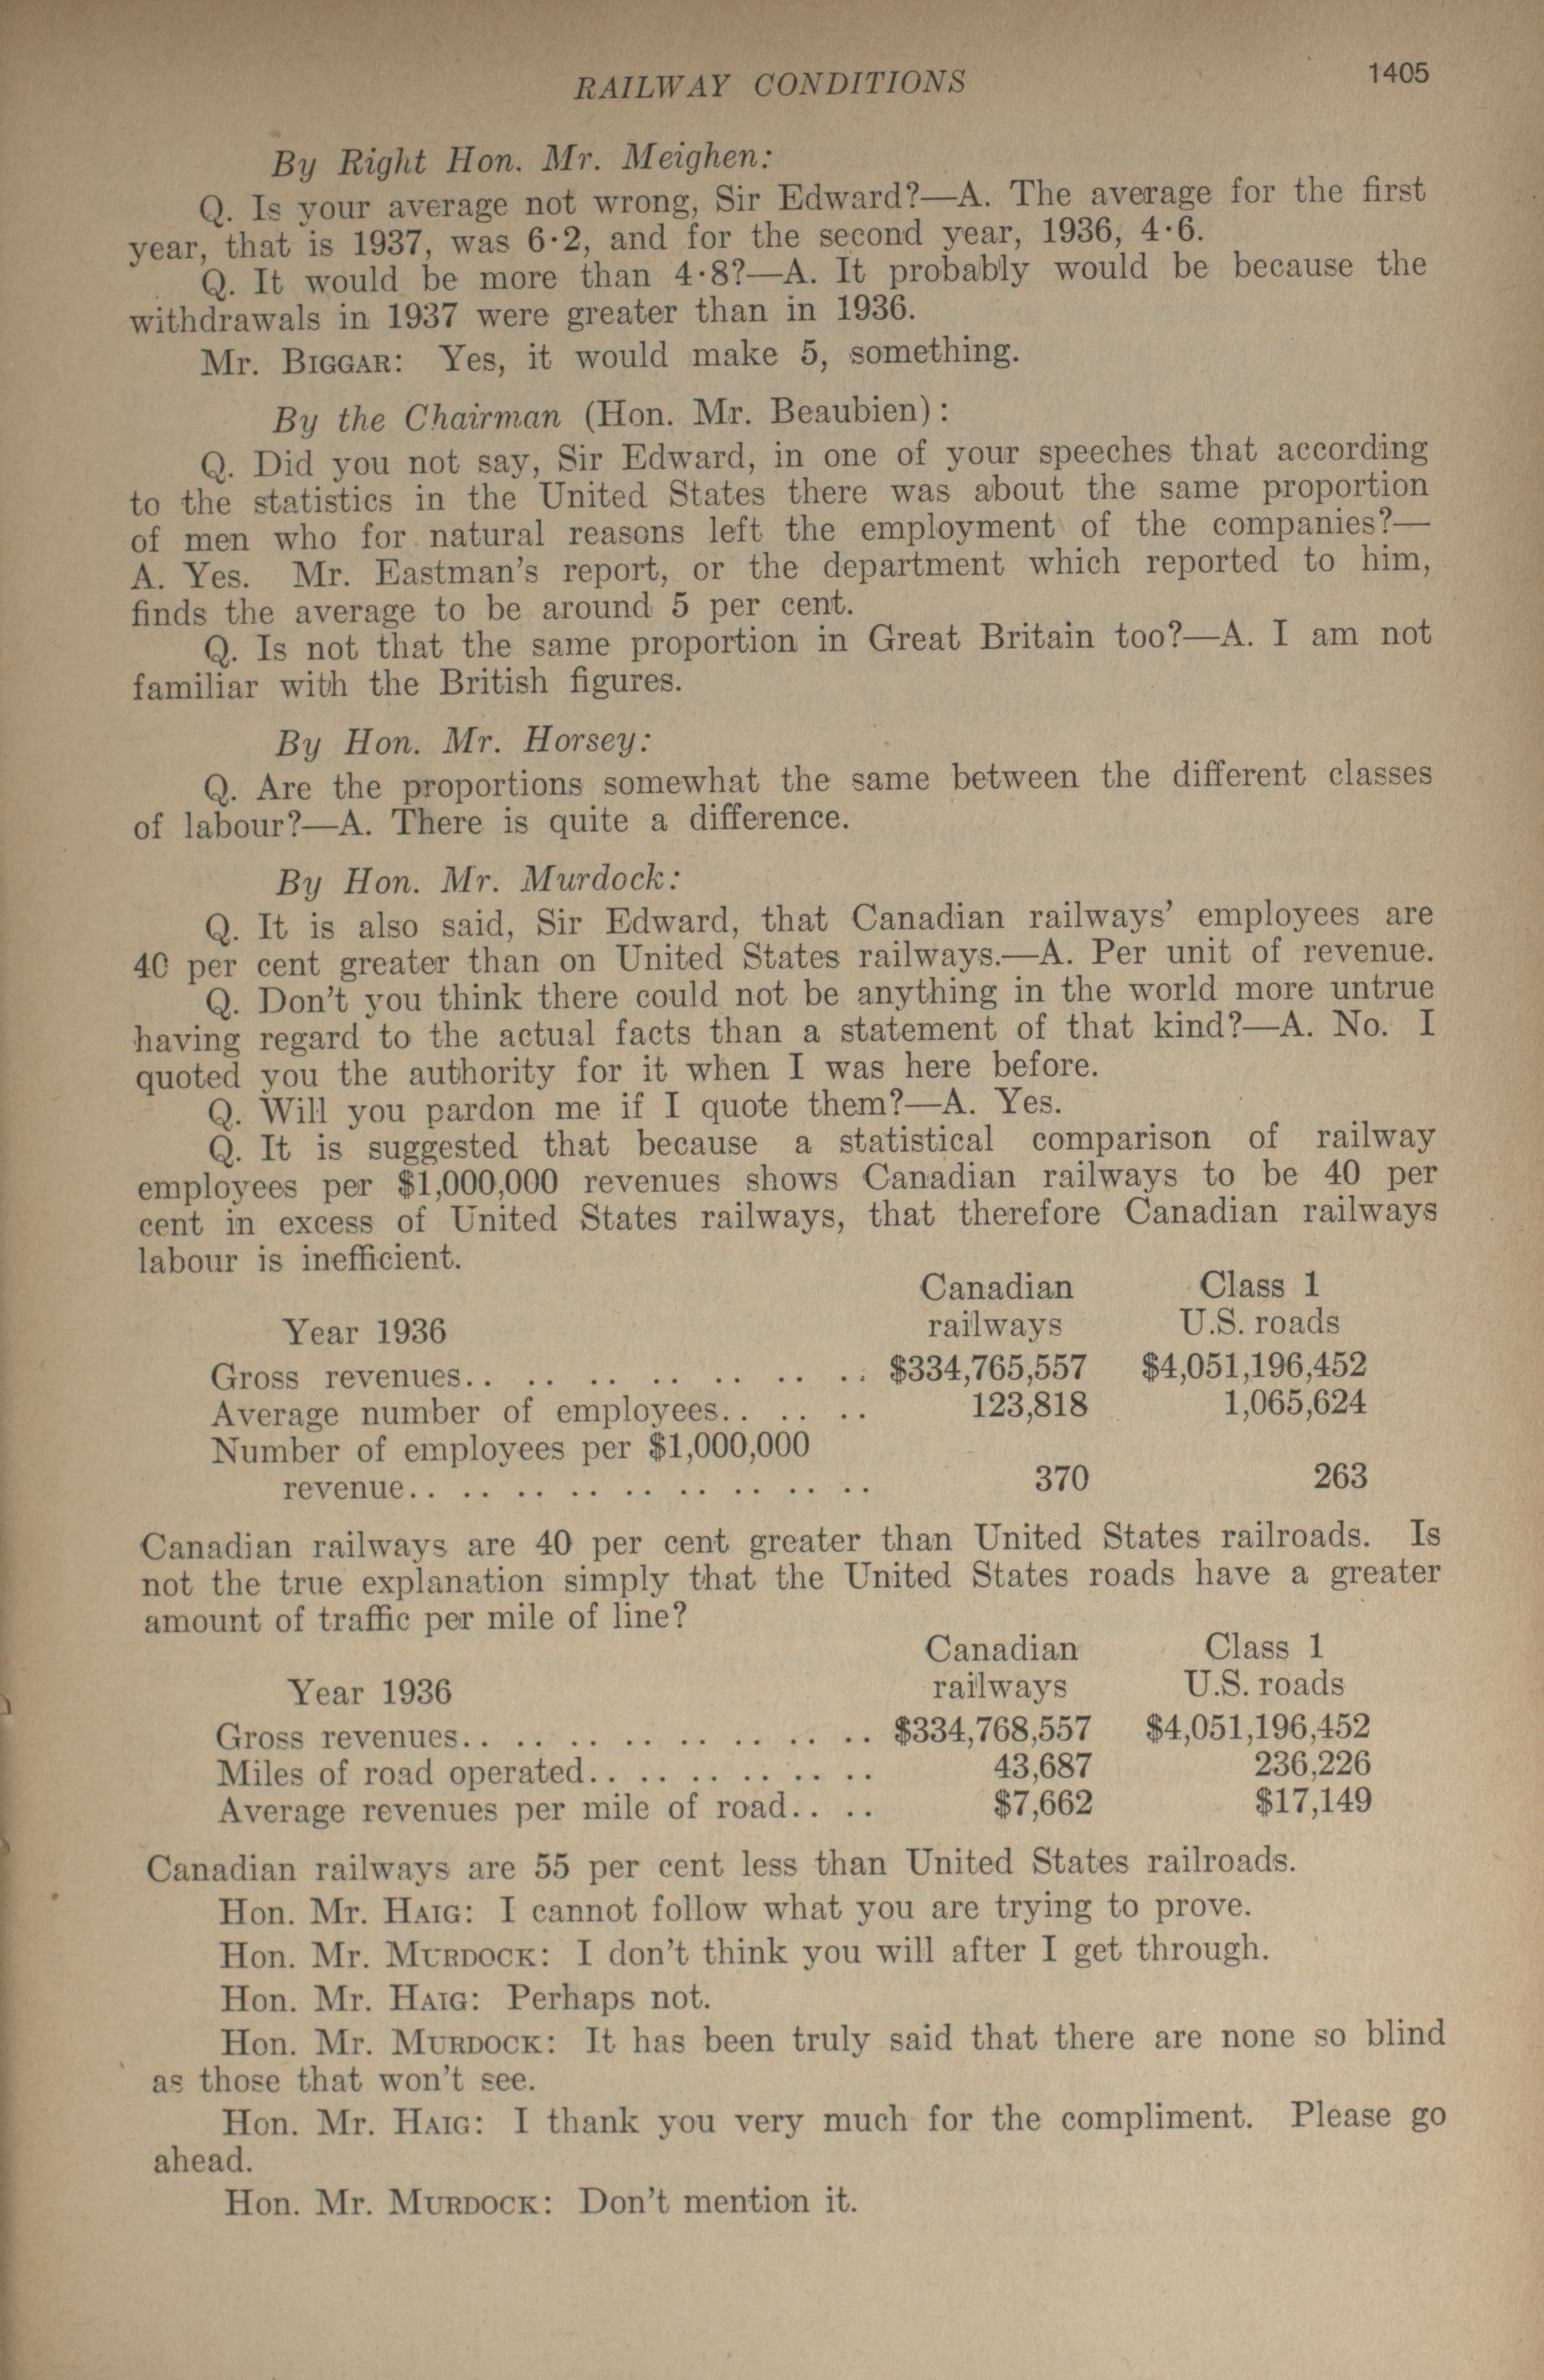 RAILWAY CONDITIONS 1405
By Right Hon. Mr. Meighen:
Q. Is your average not wrong, Sir Edward?—A. The average for the first
year, that is 1937, was 6·2, and for the second year, 1936, 4·6.
Q. It would be more than 4·8?—A. It probably would be because the
withdrawals in 1937 were greater than in 1936.
Mr. BIGGAR: Yes, it would make 5, something.
By the Chairman (Hon. Mr. Beaubien):
Q. Did you not say, Sir Edward, in one of your speeches that according
to the statistics in the United States there was about the same proportion
of men who for natural reasons left the employment of the companies?—
A. Yes. Mr. Eastman's report, or the department which reported to him,
finds the average to be around 5 per cent.
Q. Is not that the same proportion in Great Britain too?—A. I am not
familiar with the British figures.
By Hon. Mr. Horsey:
Q. Are the proportions somewhat the same between the different classes
of labour?—A. There is quite a difference.
By Hon. Mr. Murdock:
Q. It is also said, Sir Edward, that Canadian railways' employees are
40 per cent greater than on United States railways.—A. Per unit of revenue.
Q. Don't you think there could not be anything in the world more untrue
having regard to the actual facts than a statement of that kind?—A. No. I
quoted you the authority for it when I was here before.
Q. Will you pardon me if I quote them?—A. Yes.
Q. It is suggested that because a statistical comparison of railway
employees per $1,000,000 revenues shows Canadian railways to be 40 per
cent in excess of United States railways, that therefore Canadian railways
labour is inefficient.
Canadian Class 1
Year 1936 railways U.S. roads
Gross revenues.. .. .. .. .. .. .. .. $334,765,557 $4,051,196,452
Average number of employees.. .. .. 123,818 1,065,624
Number of employees per $1,000,000
revenue.. .. .. .. .. .. .. .. .. 370 263
Canadian railways are 40 per cent greater than United States railroads. Is
not the true explanation simply that the United States roads have a greater
amount of traffic per mile of line?
Canadian Class 1
Year 1936 railways U.S. roads
Gross revenues.. .. .. .. .. .. .. .. $334,768,557 $4,051,196,452
Miles of road operated.. .. .. .. .. .. 43,687 236,226
Average revenues per mile of road.. .. $7,662 $17,149
Canadian railways are 55 per cent less than United States railroads.
Hon. Mr. HAIG: I cannot follow what you are trying to prove.
Hon. Mr. MURDOCK: I don't think you will after I get through.
Hon. Mr. HAIG: Perhaps not.
Hon. Mr. MURDOCK: It has been truly said that there are none so blind
as those that won't see.
Hon. Mr. HAIG: I thank you very much for the compliment. Please go
ahead.
Hon. Mr. MURDOCK: Don't mention it.